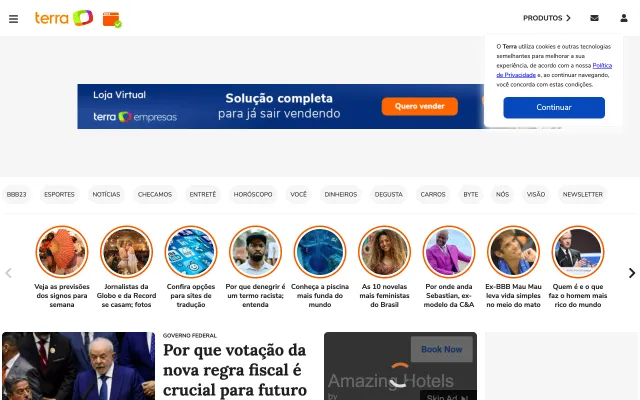 terra
PRODUTOS
O Terra utiliza cookies e outras tecnologias
semelhantes para melhorar a sua
experiência, de acordo com a nossa Política
de Privacidade e, ao continuar navegando,
você concorda com estas condições.
Continuar
Loja Virtual
terra empresas
Solução completa
para já sair vendendo
Quero vender
BBB23
ESPORTES
NOTÍCIAS
CHECAMOS
ENTRETÊ
HORÓSCOPO
VOCÊ
DINHEIROS
DEGUSTA
CARROS
BYTE
NÓS
VISÃO
NEWSLETTER
Veja as previsões
dos signos para
semana
Jornalistas da
Globo e da Record
se casam; fotos
Confira opções
para sites de
tradição
Por que denegrir é
um termo racista;
entenda
Conheça a piscina
mais funda do
mundo
As 10 novelas
mais feministas
do Brasil
Por onde anda
Sebastian, ex-
modelo da C&A
Ex-BBB Mau Mau
leva vida simples
no meio do mato
Quem é e o que
faz o homem mais
rico do mundo
GOVERNO FEDERAL
Por que votação da
nova regra fiscal é
crucial para futuro
Book Now
Amazing Hotels
by
Skip Ad